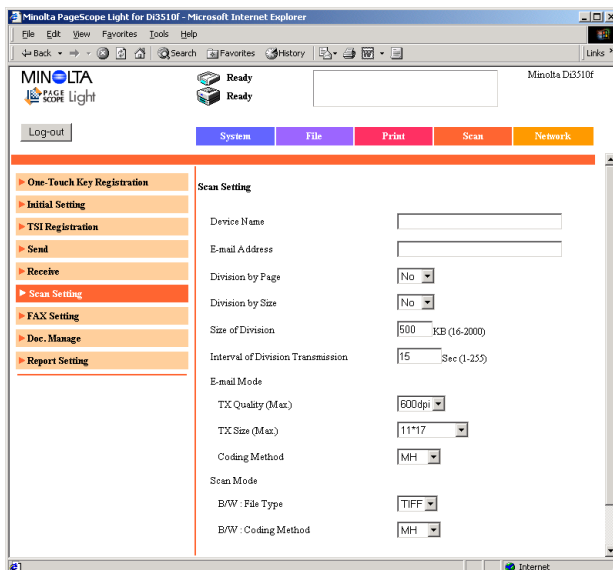 Minolta PageScope Light for Di3510f - Microsoft Internet Explorer
File Edit View Favorites Tools Help
Back Search Favorites History Links
MINOLTA Ready Minolta Di3510f
PAGE SCOPE Light Ready
Log-out System File Print Scan Network
One-Touch Key Registration
Initial Setting
TSI Registration
Send
Receive
Scan Setting
FAX Setting
Doc. Manage
Report Setting
Scan Setting
Device Name
E-mail Address
Division by Page No
Division by Size No
Size of Division 500 KB (16-2000)
Interval of Division Transmission 15 Sec (1-255)
E-mail Mode
TX Quality (Max.) 600dpi
TX Size (Max.) 11*17
Coding Method MH
Scan Mode
B/W : File Type TIFF
B/W : Coding Method MH
Internet